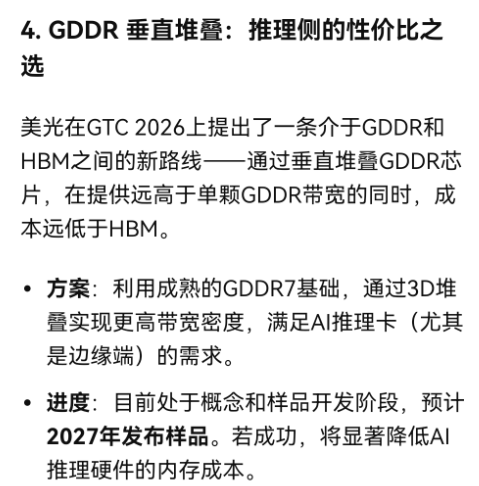 4. GDDR 垂直堆叠：推理侧的性价比之
选
美光在GTC 2026上提出了一条介于GDDR和
HBM之间的新路线——通过垂直堆叠GDDR芯
片，在提供远高于单颗GDDR带宽的同时，成
本远低于HBM。
• 方案：利用成熟的GDDR7基础，通过3D堆
叠实现更高带宽密度，满足AI推理卡（尤其
是边缘端）的需求。
• 进度：目前处于概念和样品开发阶段，预计
2027年发布样品。若成功，将显著降低AI
推理硬件的内存成本。